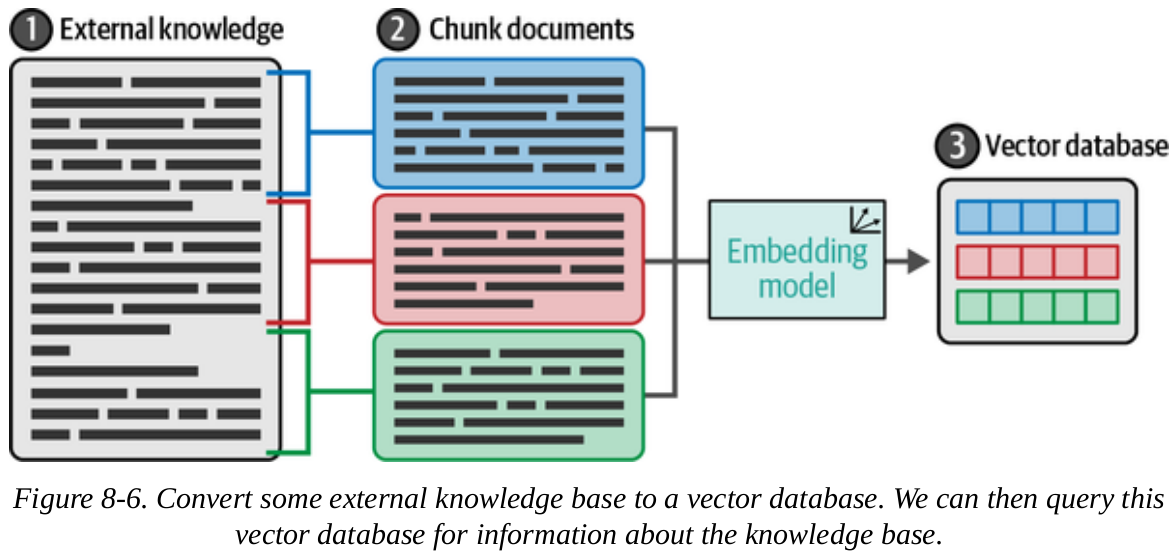 1 External knowledge
2 Chunk documents
3 Vector database
Embedding
model
Figure 8-6. Convert some external knowledge base to a vector database. We can then query this
vector database for information about the knowledge base.